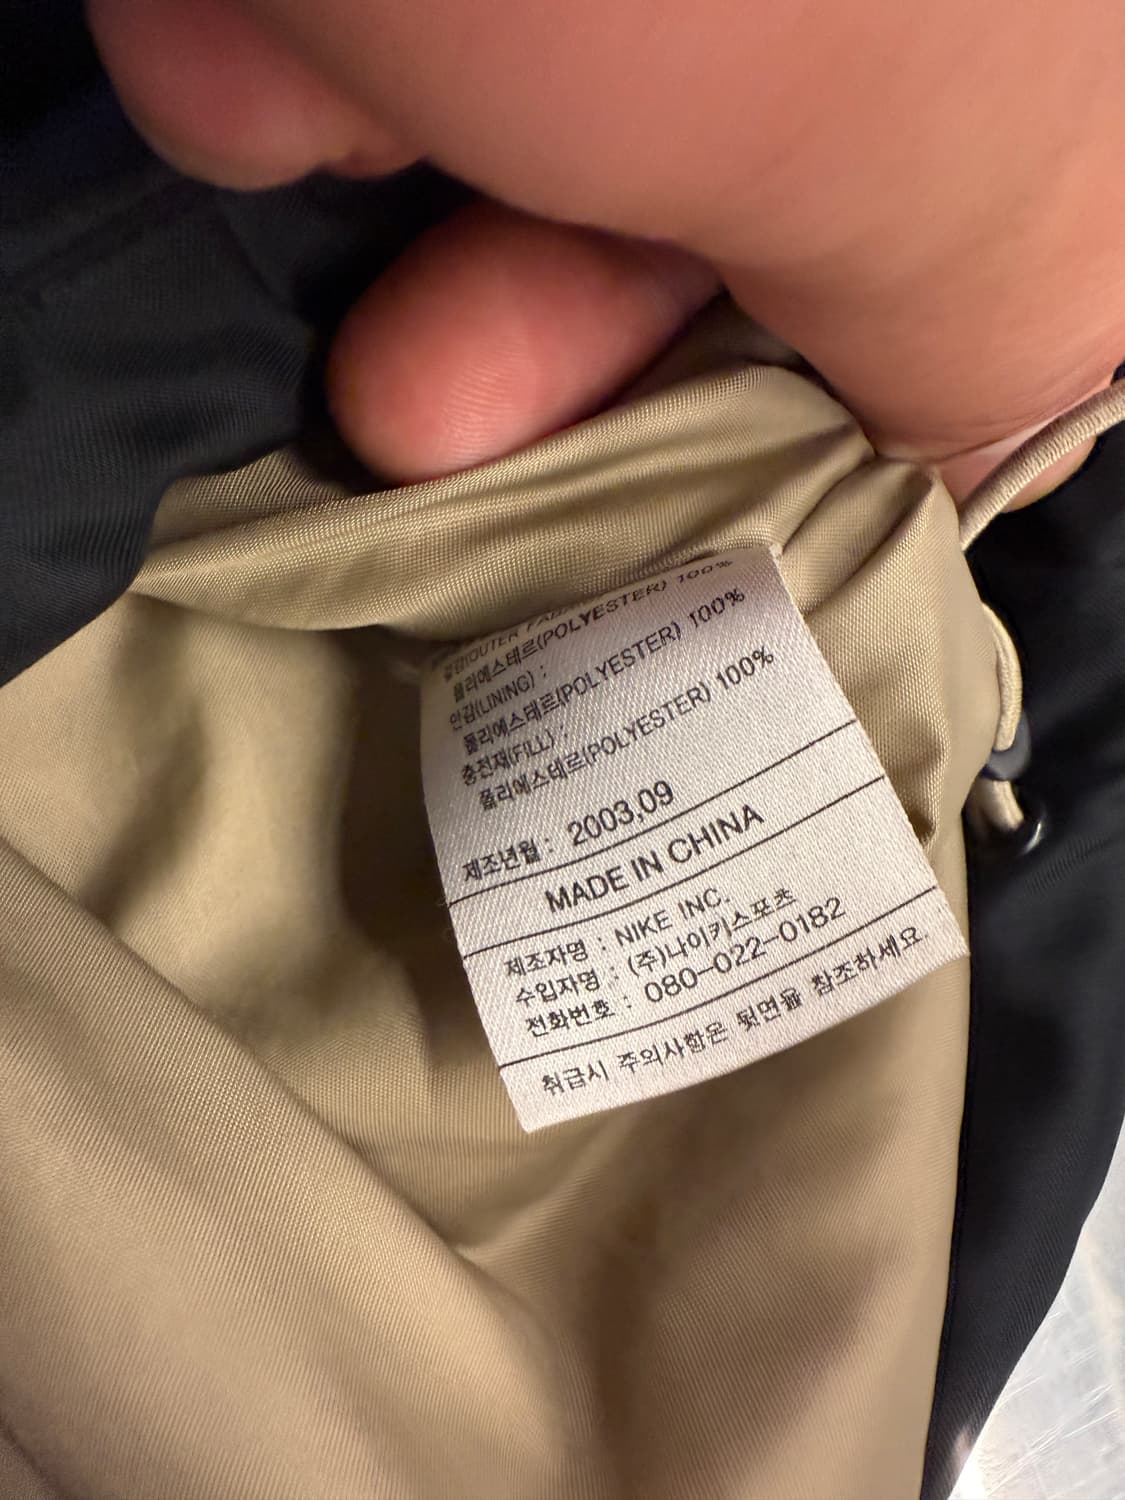 겉감(OUTER FABRIC) :
폴리에스테르(POLYESTER) 100%
안감(LINING) :
폴리에스테르(POLYESTER) 100%
충전재(FILL) :
폴리에스테르(POLYESTER) 100%
제조년월 : 2003.09
MADE IN CHINA
제조자명 : NIKE INC.
수입자명 : (주)나이키스포츠
전화번호 : 080-022-0182
취급시 주의사항은 뒷면을 참조하세요.